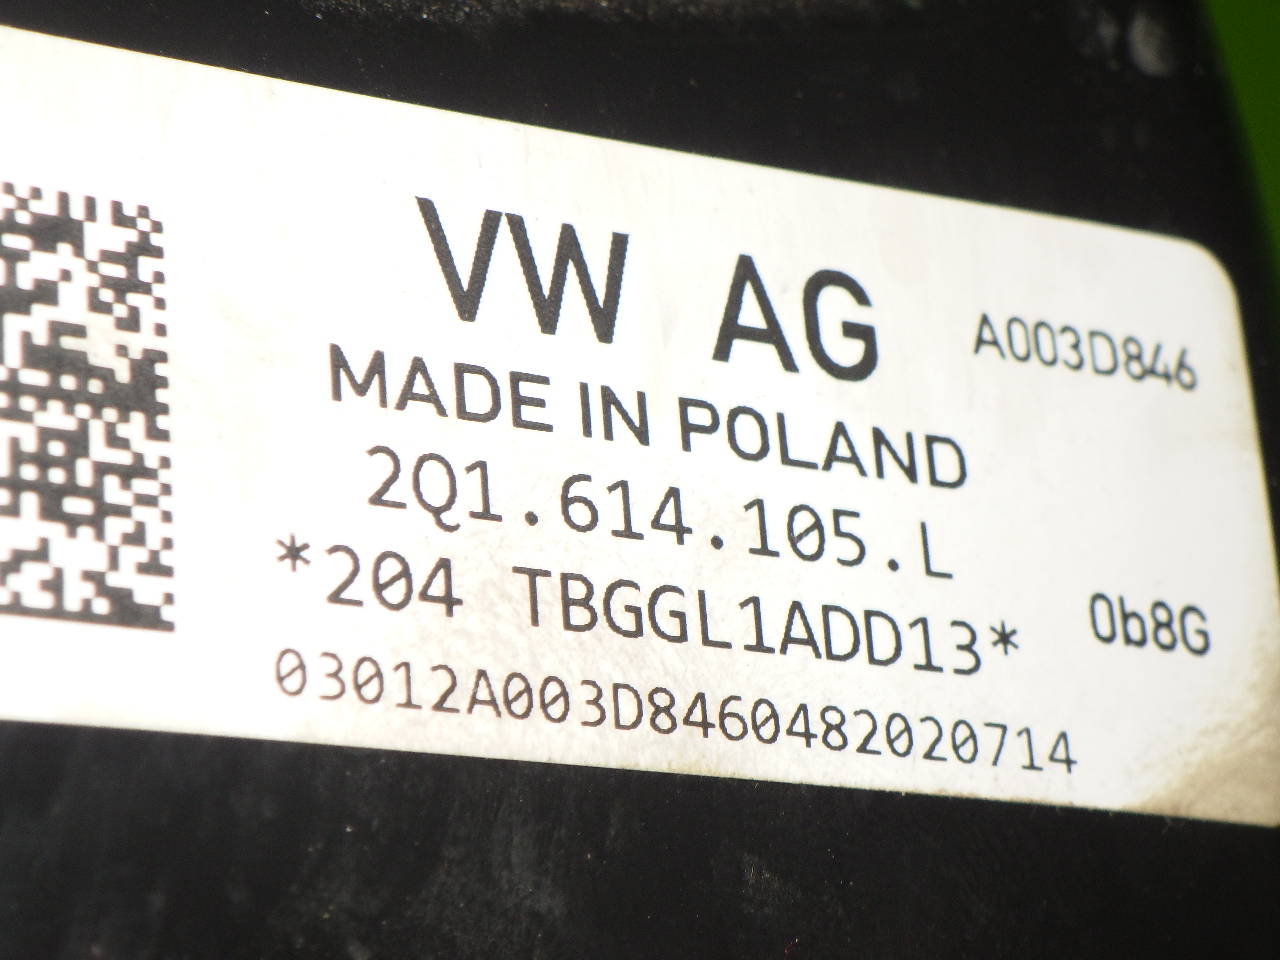 VW AG A003D846
MADE IN POLAND
2Q1.614.105.L
*204 TBGGL1ADD13* 0b8G
03012A003D8460482020714